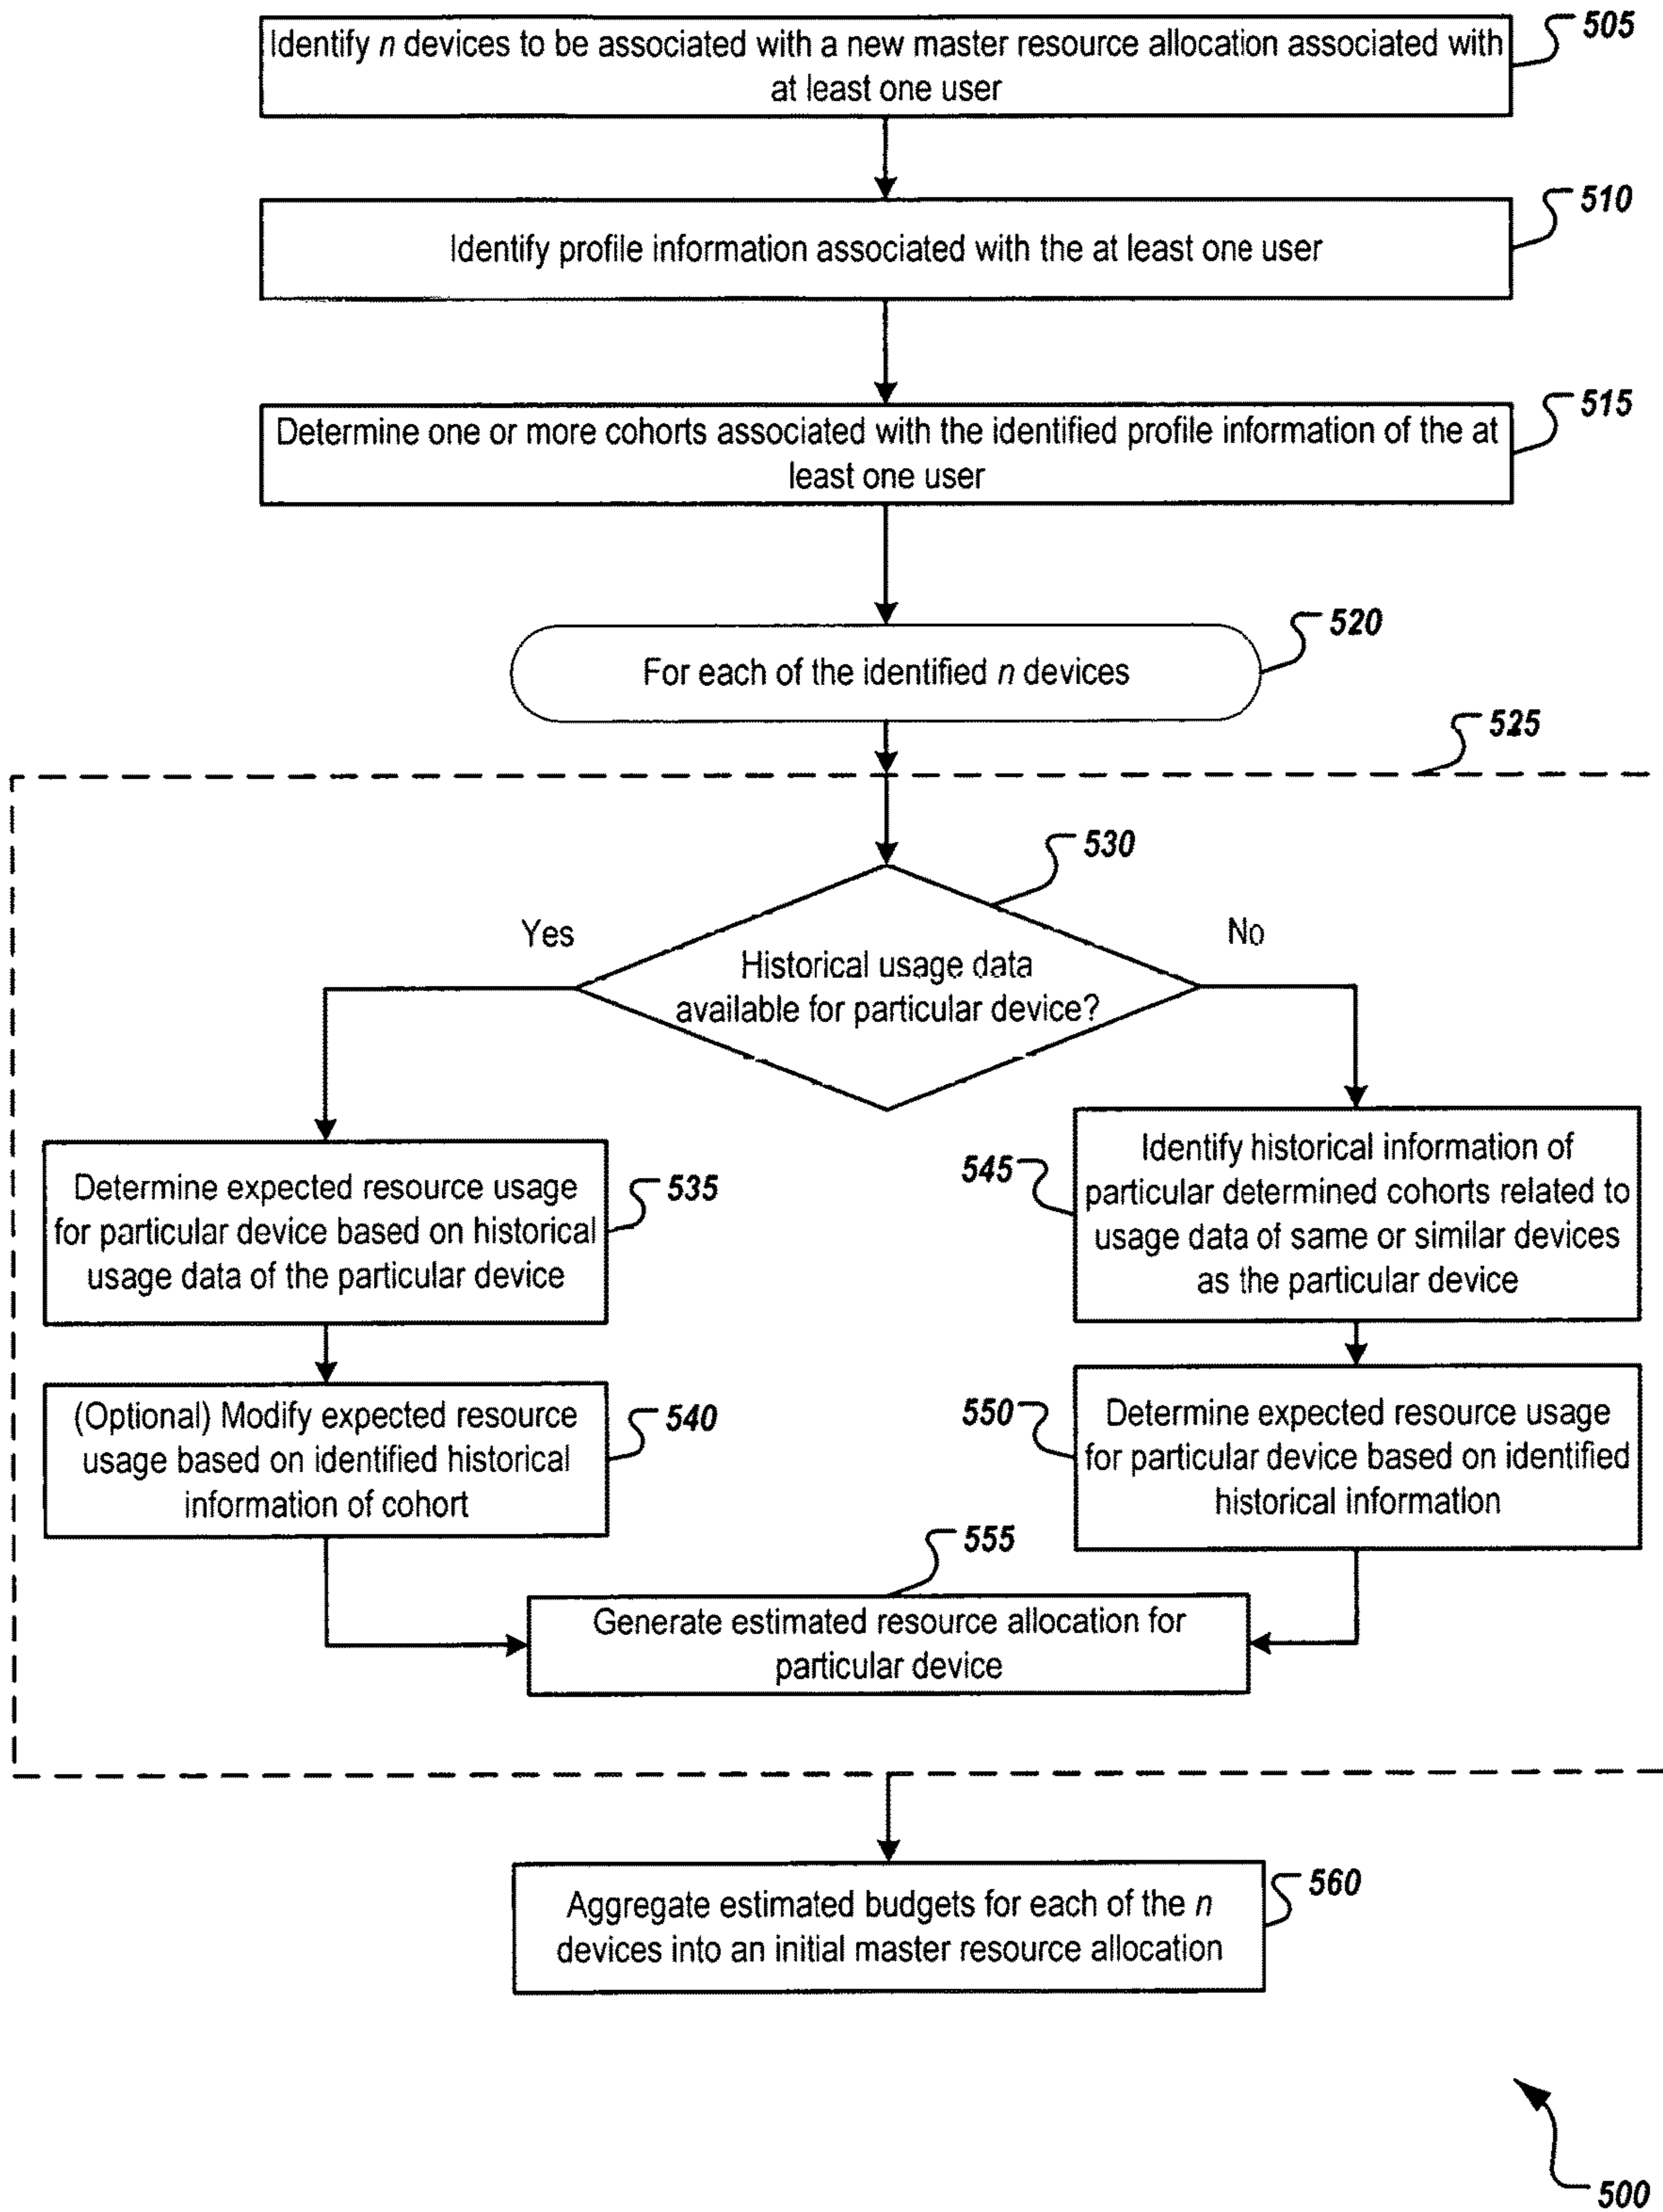 Identify n devices to be associated with a new master resource allocation associated with
at least one user
505
Identify profile information associated with the at least one user
510
Determine one or more cohorts associated with the identified profile information of the at
least one user
515
For each of the identified n devices
520
525
530
Yes
No
Historical usage data
available for particular device?
Determine expected resource usage
for particular device based on historical
usage data of the particular device
535
545
Identify historical information of
particular determined cohorts related to
usage data of same or similar devices
as the particular device
(Optional) Modify expected resource
usage based on identified historical
information of cohort
540
550
Determine expected resource usage
for particular device based on identified
historical information
555
Generate estimated resource allocation for
particular device
Aggregate estimated budgets for each of the n
devices into an initial master resource allocation
560
500